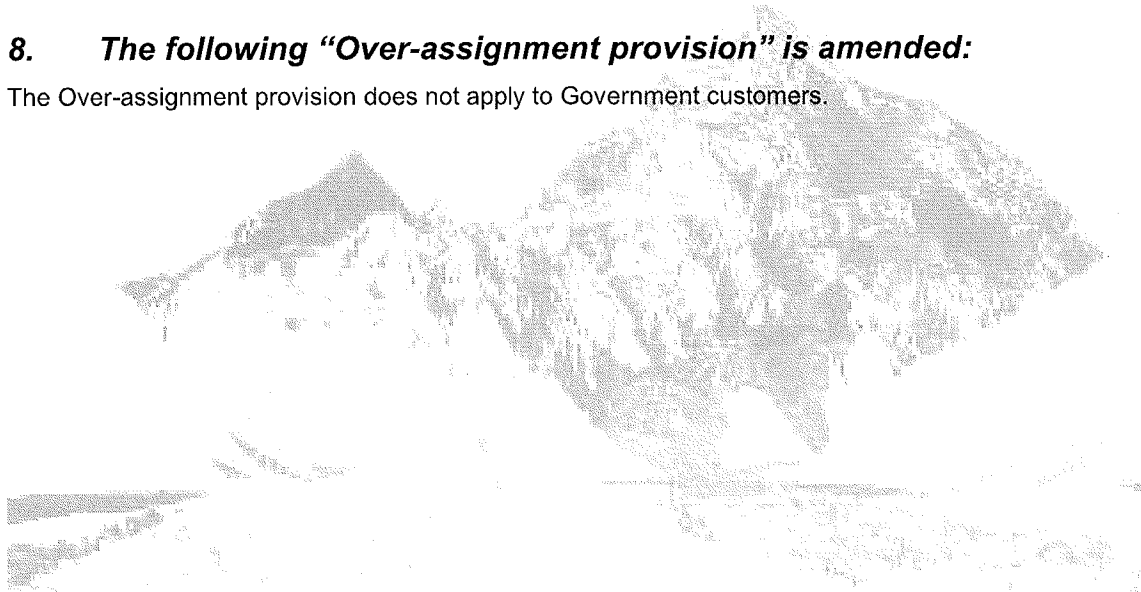 8. The following “Over-assignment provision” is amended:
The Over-assignment provision does not apply to Government customers.